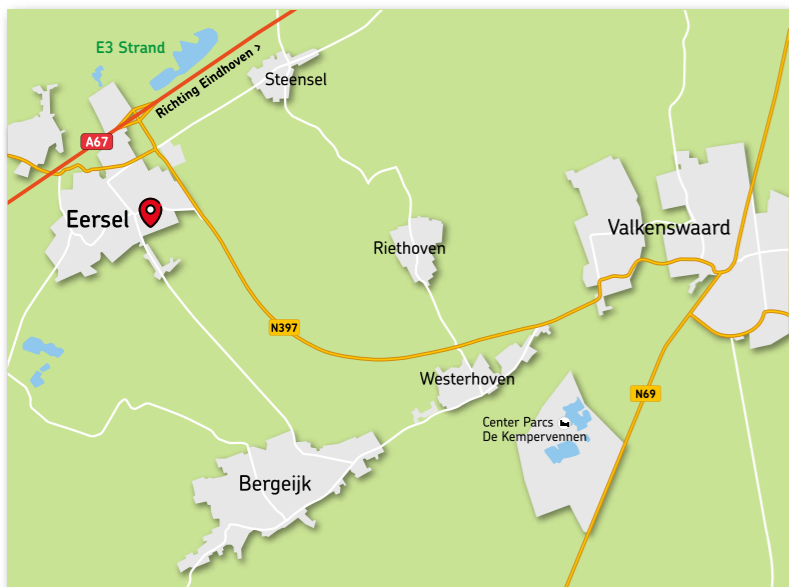 E3 Strand
Richting Eindhoven >
Steensel
A67
Eersel
Valkenswaard
Riethoven
N397
Westerhoven
N69
Center Parcs
De Kempervennen
Bergeijk